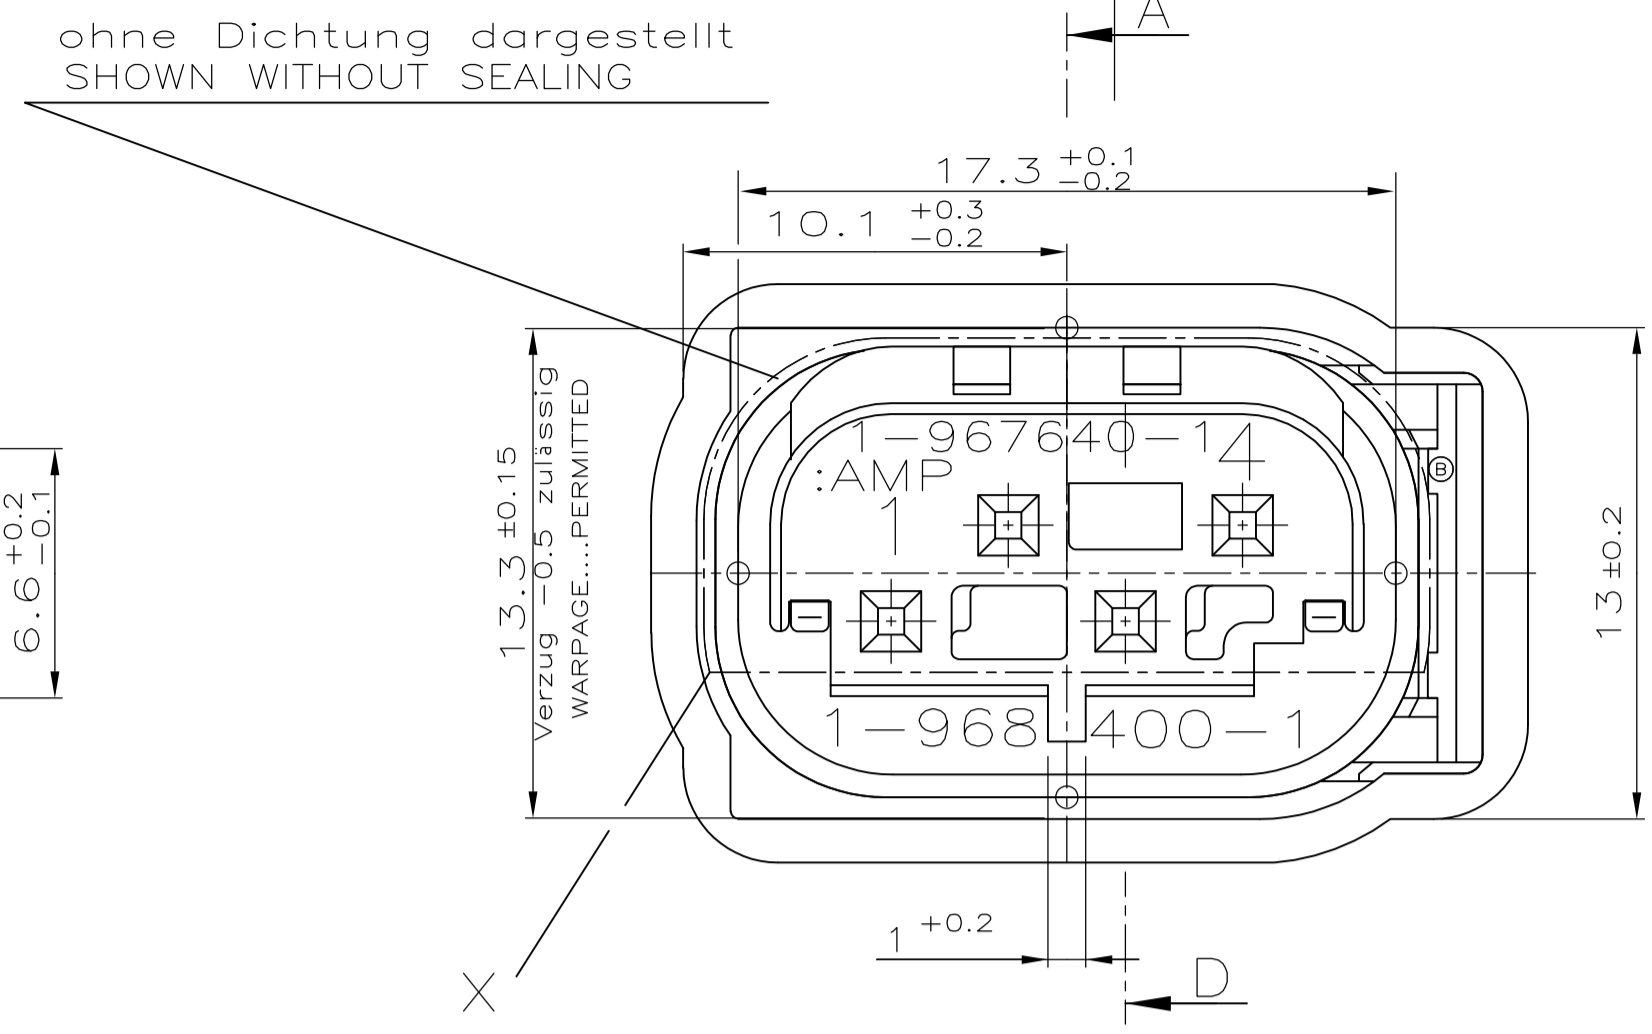 ohne Dichtung dargestellt
SHOWN WITHOUT SEALING
A
17.3 +0.1
-0.2
10.1 +0.3
-0.2
1-967640-1
4
:AMP
1
B
13.3 ±0.15
Verzug -0.5 zulässig
WARPAGE....PERMITTED
6.6 +0.2
-0.1
13 ±0.2
1-968 400-1
1 +0.2
X
D